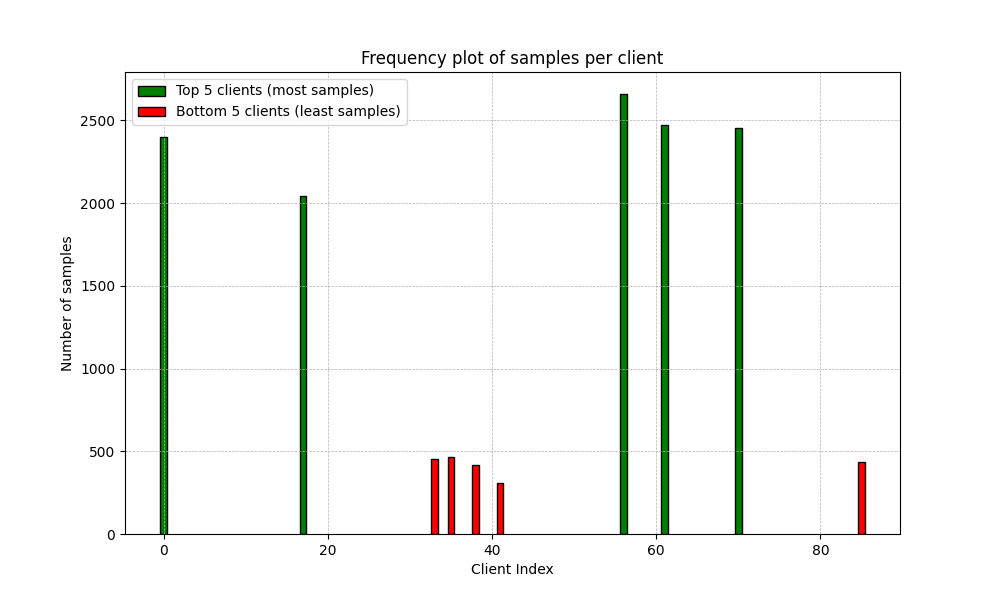 Frequency plot of samples per client
Top 5 clients (most samples)
Bottom 5 clients (least samples)
Number of samples
2500
2000
1500
1000
500
0
0 20 40 60 80
Client Index